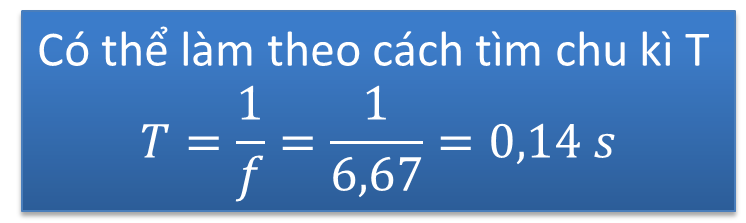 Có thể làm theo cách tìm chu kì T
T = 1/f = 1/6,67 = 0,14 s